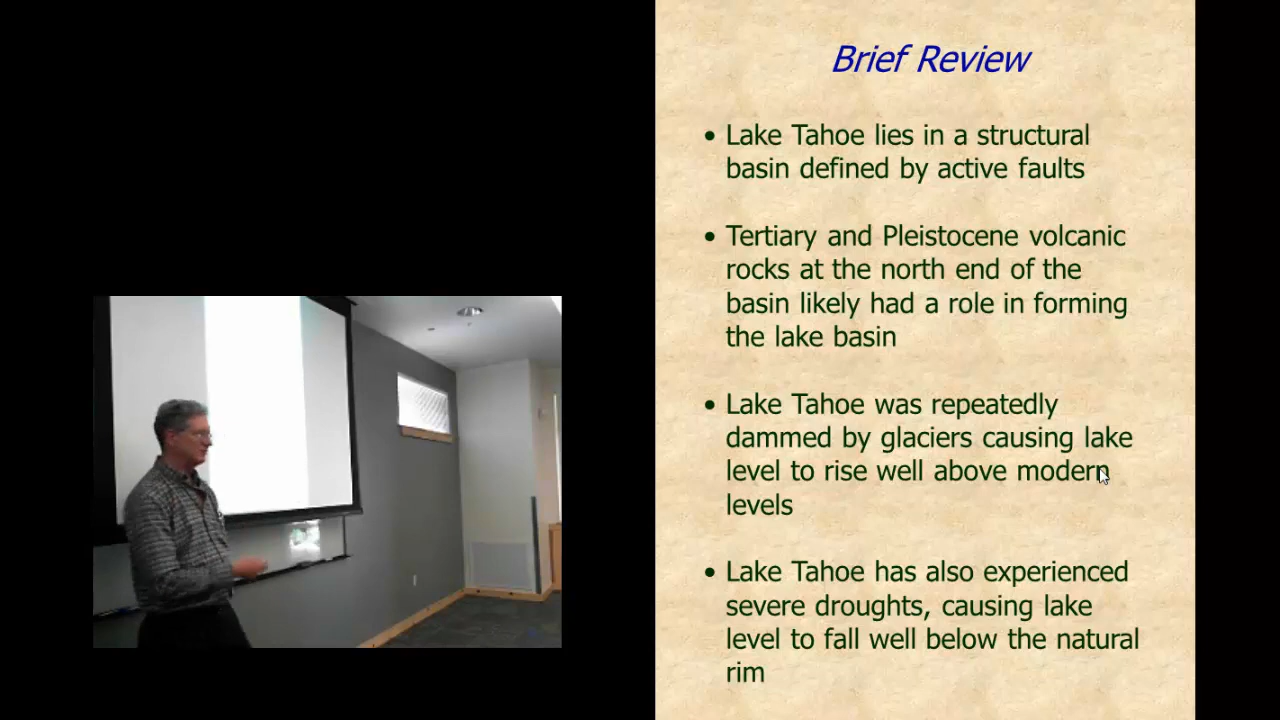 Brief Review
• Lake Tahoe lies in a structural
basin defined by active faults
• Tertiary and Pleistocene volcanic
rocks at the north end of the
basin likely had a role in forming
the lake basin
• Lake Tahoe was repeatedly
dammed by glaciers causing lake
level to rise well above modern
levels
• Lake Tahoe has also experienced
severe droughts, causing lake
level to fall well below the natural
rim